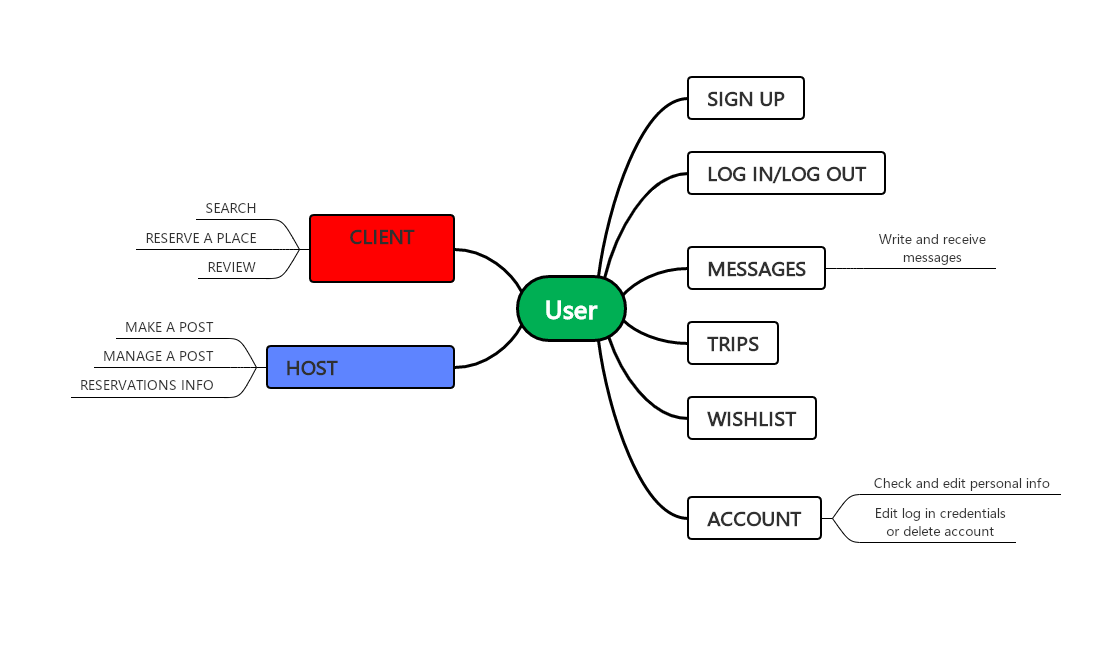 SIGN UP
LOG IN/LOG OUT
SEARCH
RESERVE A PLACE
REVIEW
CLIENT
MESSAGES
Write and receive
messages
User
MAKE A POST
MANAGE A POST
RESERVATIONS INFO
HOST
TRIPS
WISHLIST
ACCOUNT
Check and edit personal info
Edit log in credentials
or delete account